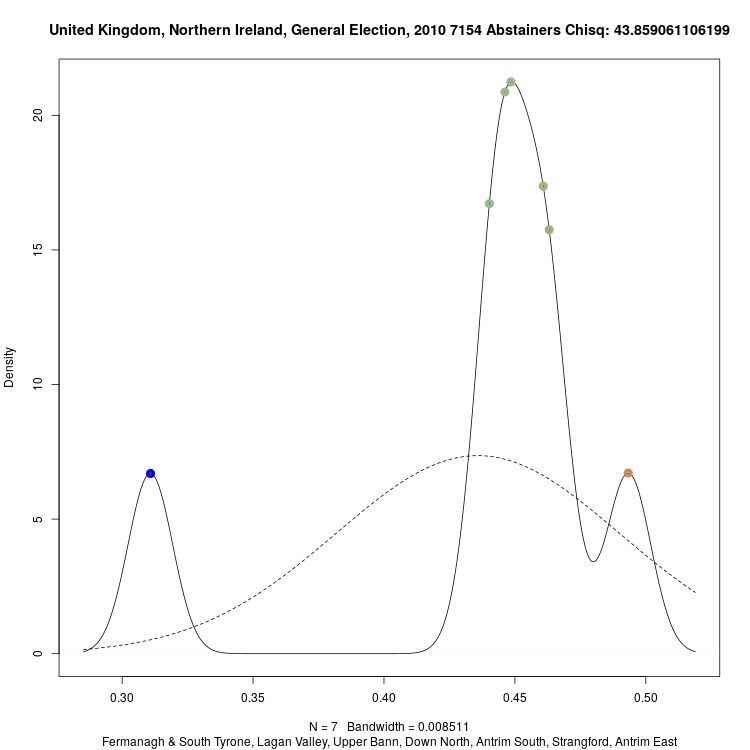 United Kingdom, Northern Ireland, General Election, 2010 7154 Abstainers Chisq: 43.859061106199
Density
20
15
10
5
0
0.30 0.35 0.40 0.45 0.50
N = 7 Bandwidth = 0.008511
Fermanagh & South Tyrone, Lagan Valley, Upper Bann, Down North, Antrim South, Strangford, Antrim East